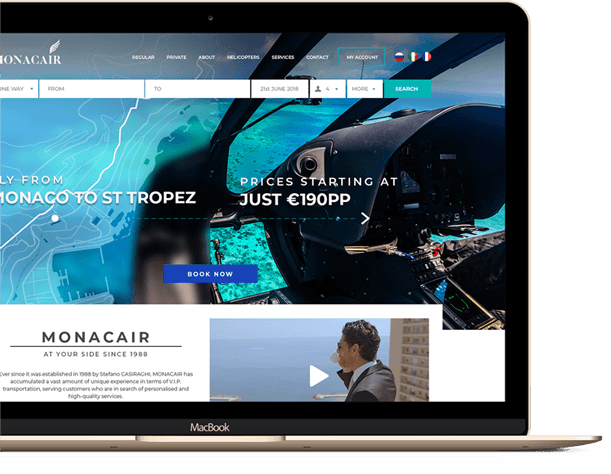 MONACAIR
REGULAR PRIVATE ABOUT HELICOPTERS SERVICES CONTACT MY ACCOUNT
ONE WAY FROM TO 21st JUNE 2018 4 MORE SEARCH
LY FROM
MONACO TO ST TROPEZ
PRICES STARTING AT
JUST €190PP
BOOK NOW
MONACAIR
AT YOUR SIDE SINCE 1988
Ever since it was established in 1988 by Stefano CASIRAGHI, MONACAIR has
accumulated a vast amount of unique experience in terms of V.I.P.
transportation, serving customers who are in search of personalised and
high-quality services.
MacBook